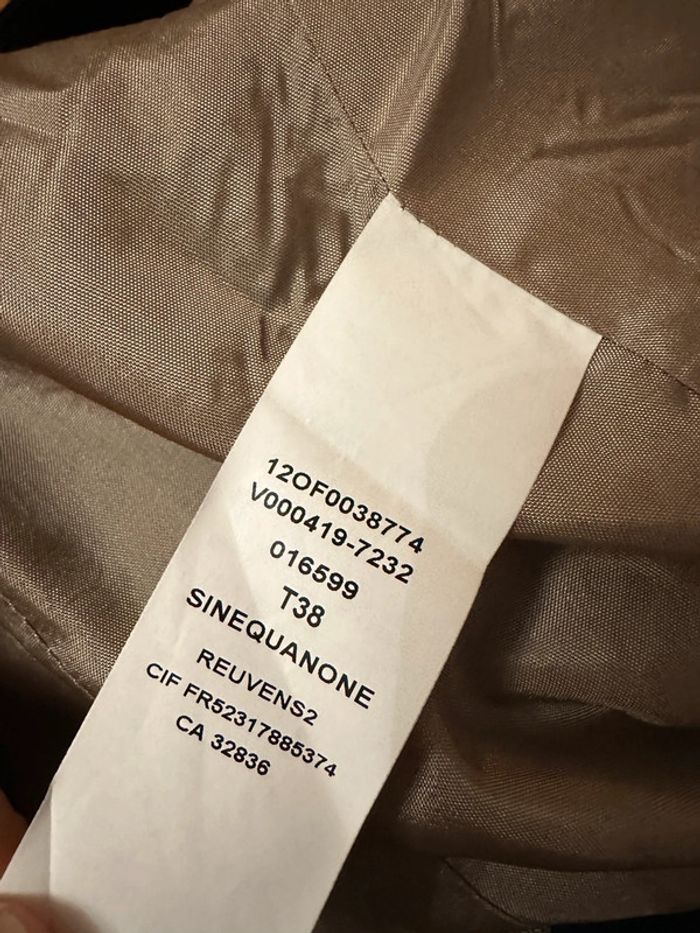 12OF0038774
V000419-7232
016599
T38
SINEQUANONE
REUVENS2
CIF FR52317885374
CA 32836